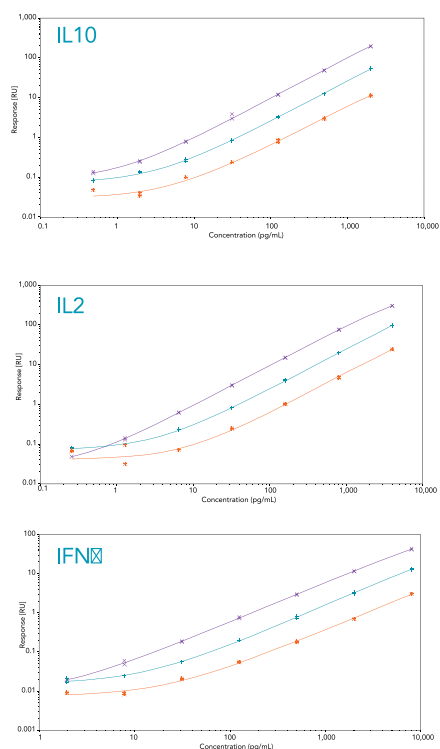 1,000
IL10
100
10
1
0.1
0.01
Response [RU]
0.1 1 10 100 1,000 10,000
Concentration (pg/mL)
1,000
IL2
100
10
1
0.1
0.01
Response [RU]
0.1 1 10 100 1,000 10,000
Concentration (pg/mL)
100
IFN
10
1
0.1
0.01
0.001
Response [RU]
1 10 100 1,000 10,000
Concentration (pg/mL)